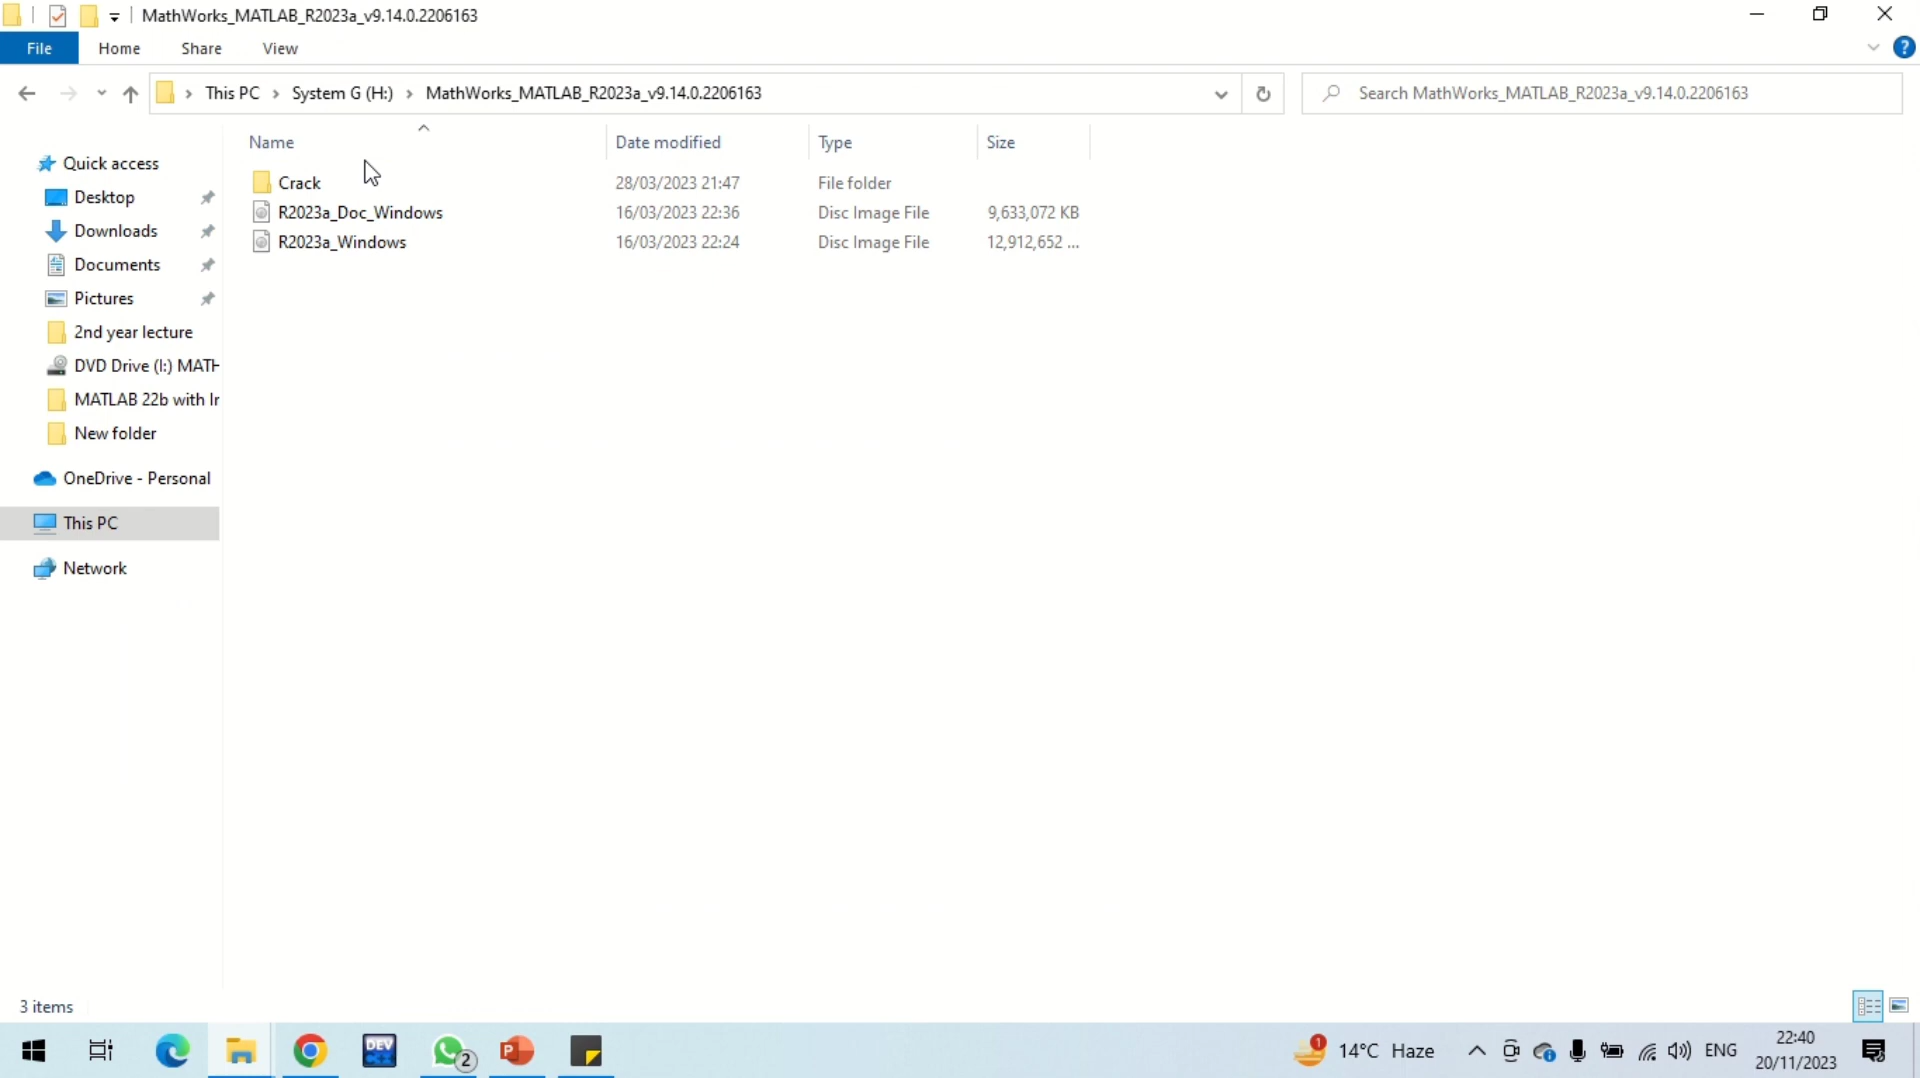 MathWorks_MATLAB_R2023a_v9.14.0.2206163
File Home Share View
This PC System G (H:) MathWorks_MATLAB_R2023a_v9.14.0.2206163 Search MathWorks_MATLAB_R2023a_v9.14.0.2206163
Name Date modified Type Size
Crack 28/03/2023 21:47 File folder
R2023a_Doc_Windows 16/03/2023 22:36 Disc Image File 9,633,072 KB
R2023a_Windows 16/03/2023 22:24 Disc Image File 12,912,652 ...
Quick access
Desktop
Downloads
Documents
Pictures
2nd year lecture
DVD Drive (I:) MATH
MATLAB 22b with Ir
New folder
OneDrive - Personal
This PC
Network
3 items
DEV C++ 2 P 1 14°C Haze ENG 22:40
20/11/2023